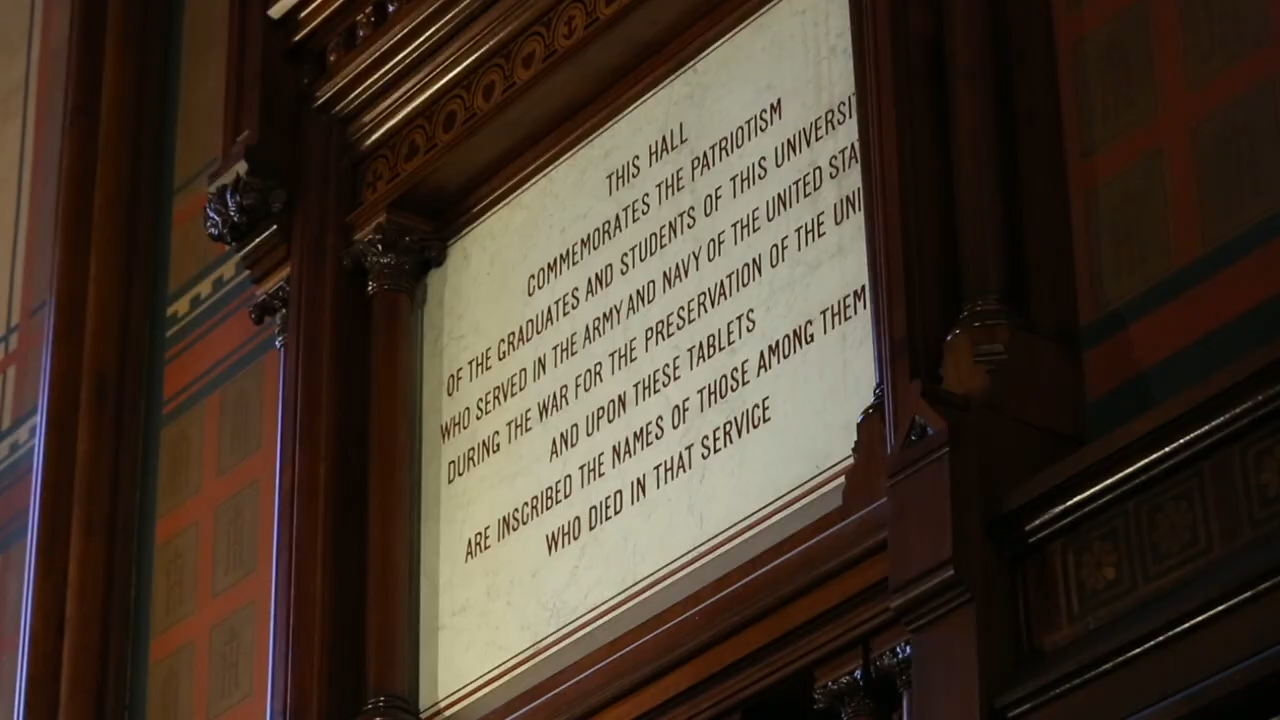 THIS HALL
COMMEMORATES THE PATRIOTISM
OF THE GRADUATES AND STUDENTS OF THIS UNIVERSI
WHO SERVED IN THE ARMY AND NAVY OF THE UNITED STA
DURING THE WAR FOR THE PRESERVATION OF THE UNI
AND UPON THESE TABLETS
ARE INSCRIBED THE NAMES OF THOSE AMONG THEM
WHO DIED IN THAT SERVICE